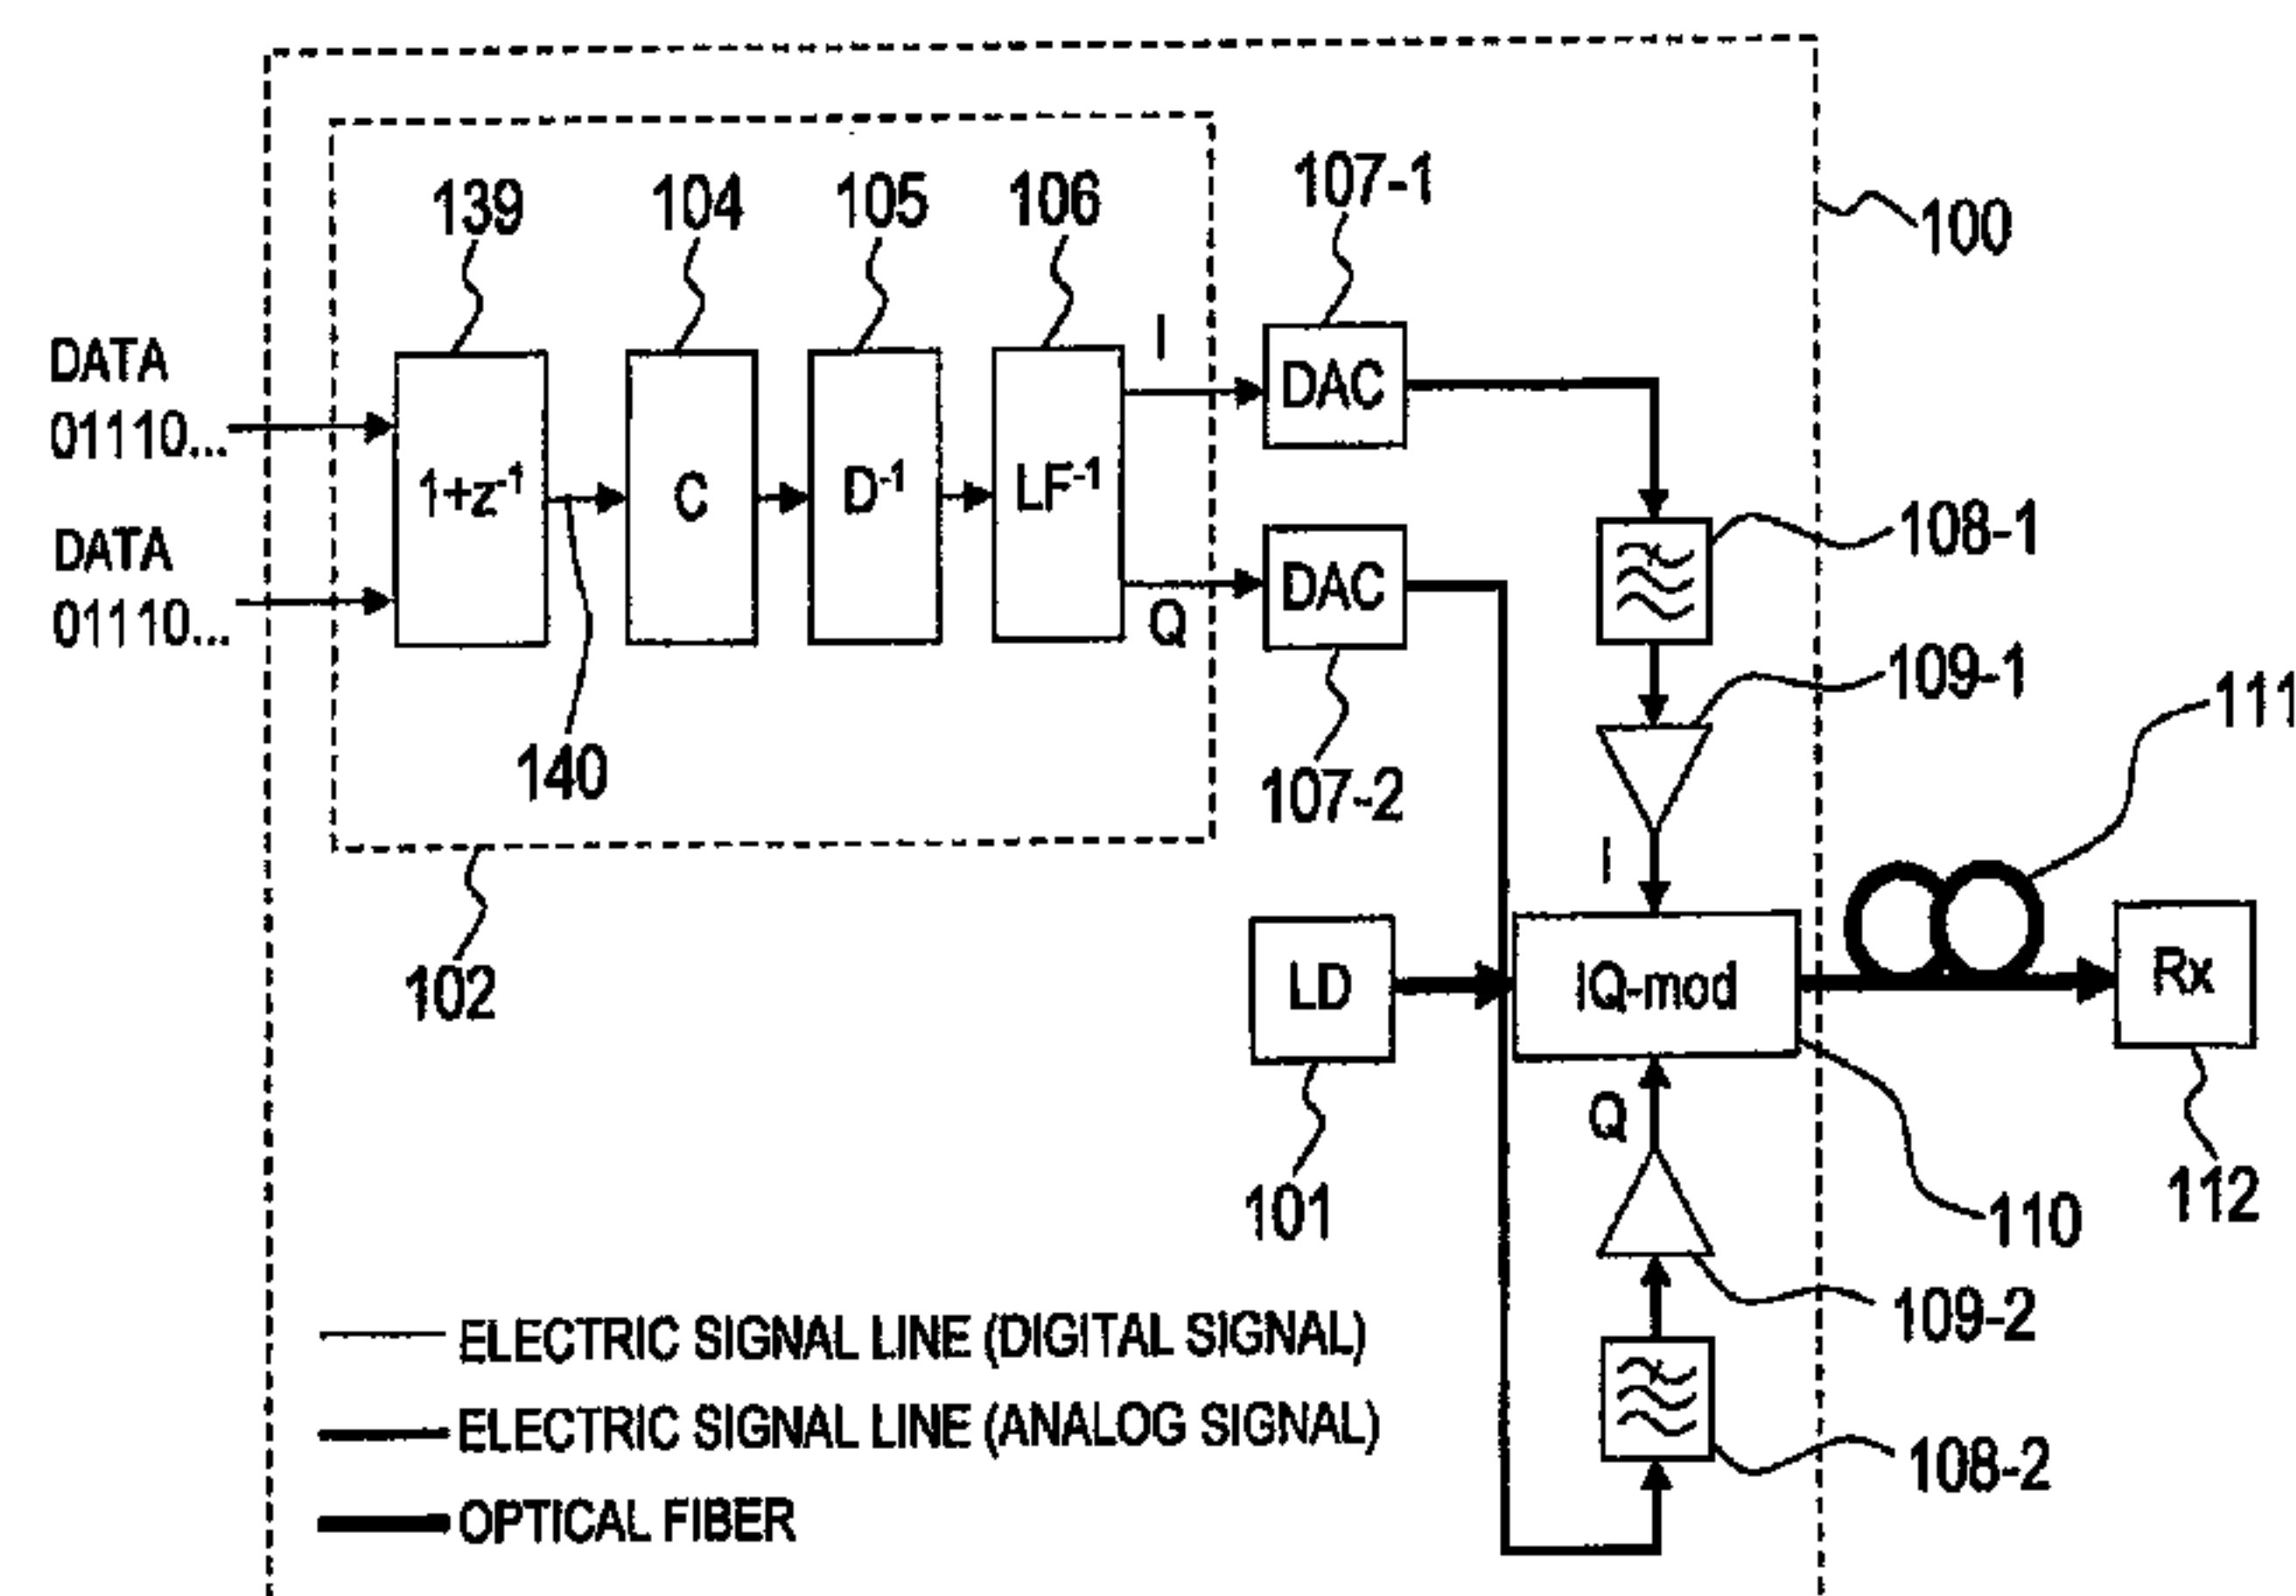 100
139
104
105
106
107-1
DATA
01110...
DATA
01110...
1+z⁻¹
C
D⁻¹
LF⁻¹
I
Q
DAC
DAC
140
102
107-2
108-1
109-1
111
I
LD
IQ-mod
Rx
Q
101
110
112
109-2
108-2
ELECTRIC SIGNAL LINE (DIGITAL SIGNAL)
ELECTRIC SIGNAL LINE (ANALOG SIGNAL)
OPTICAL FIBER